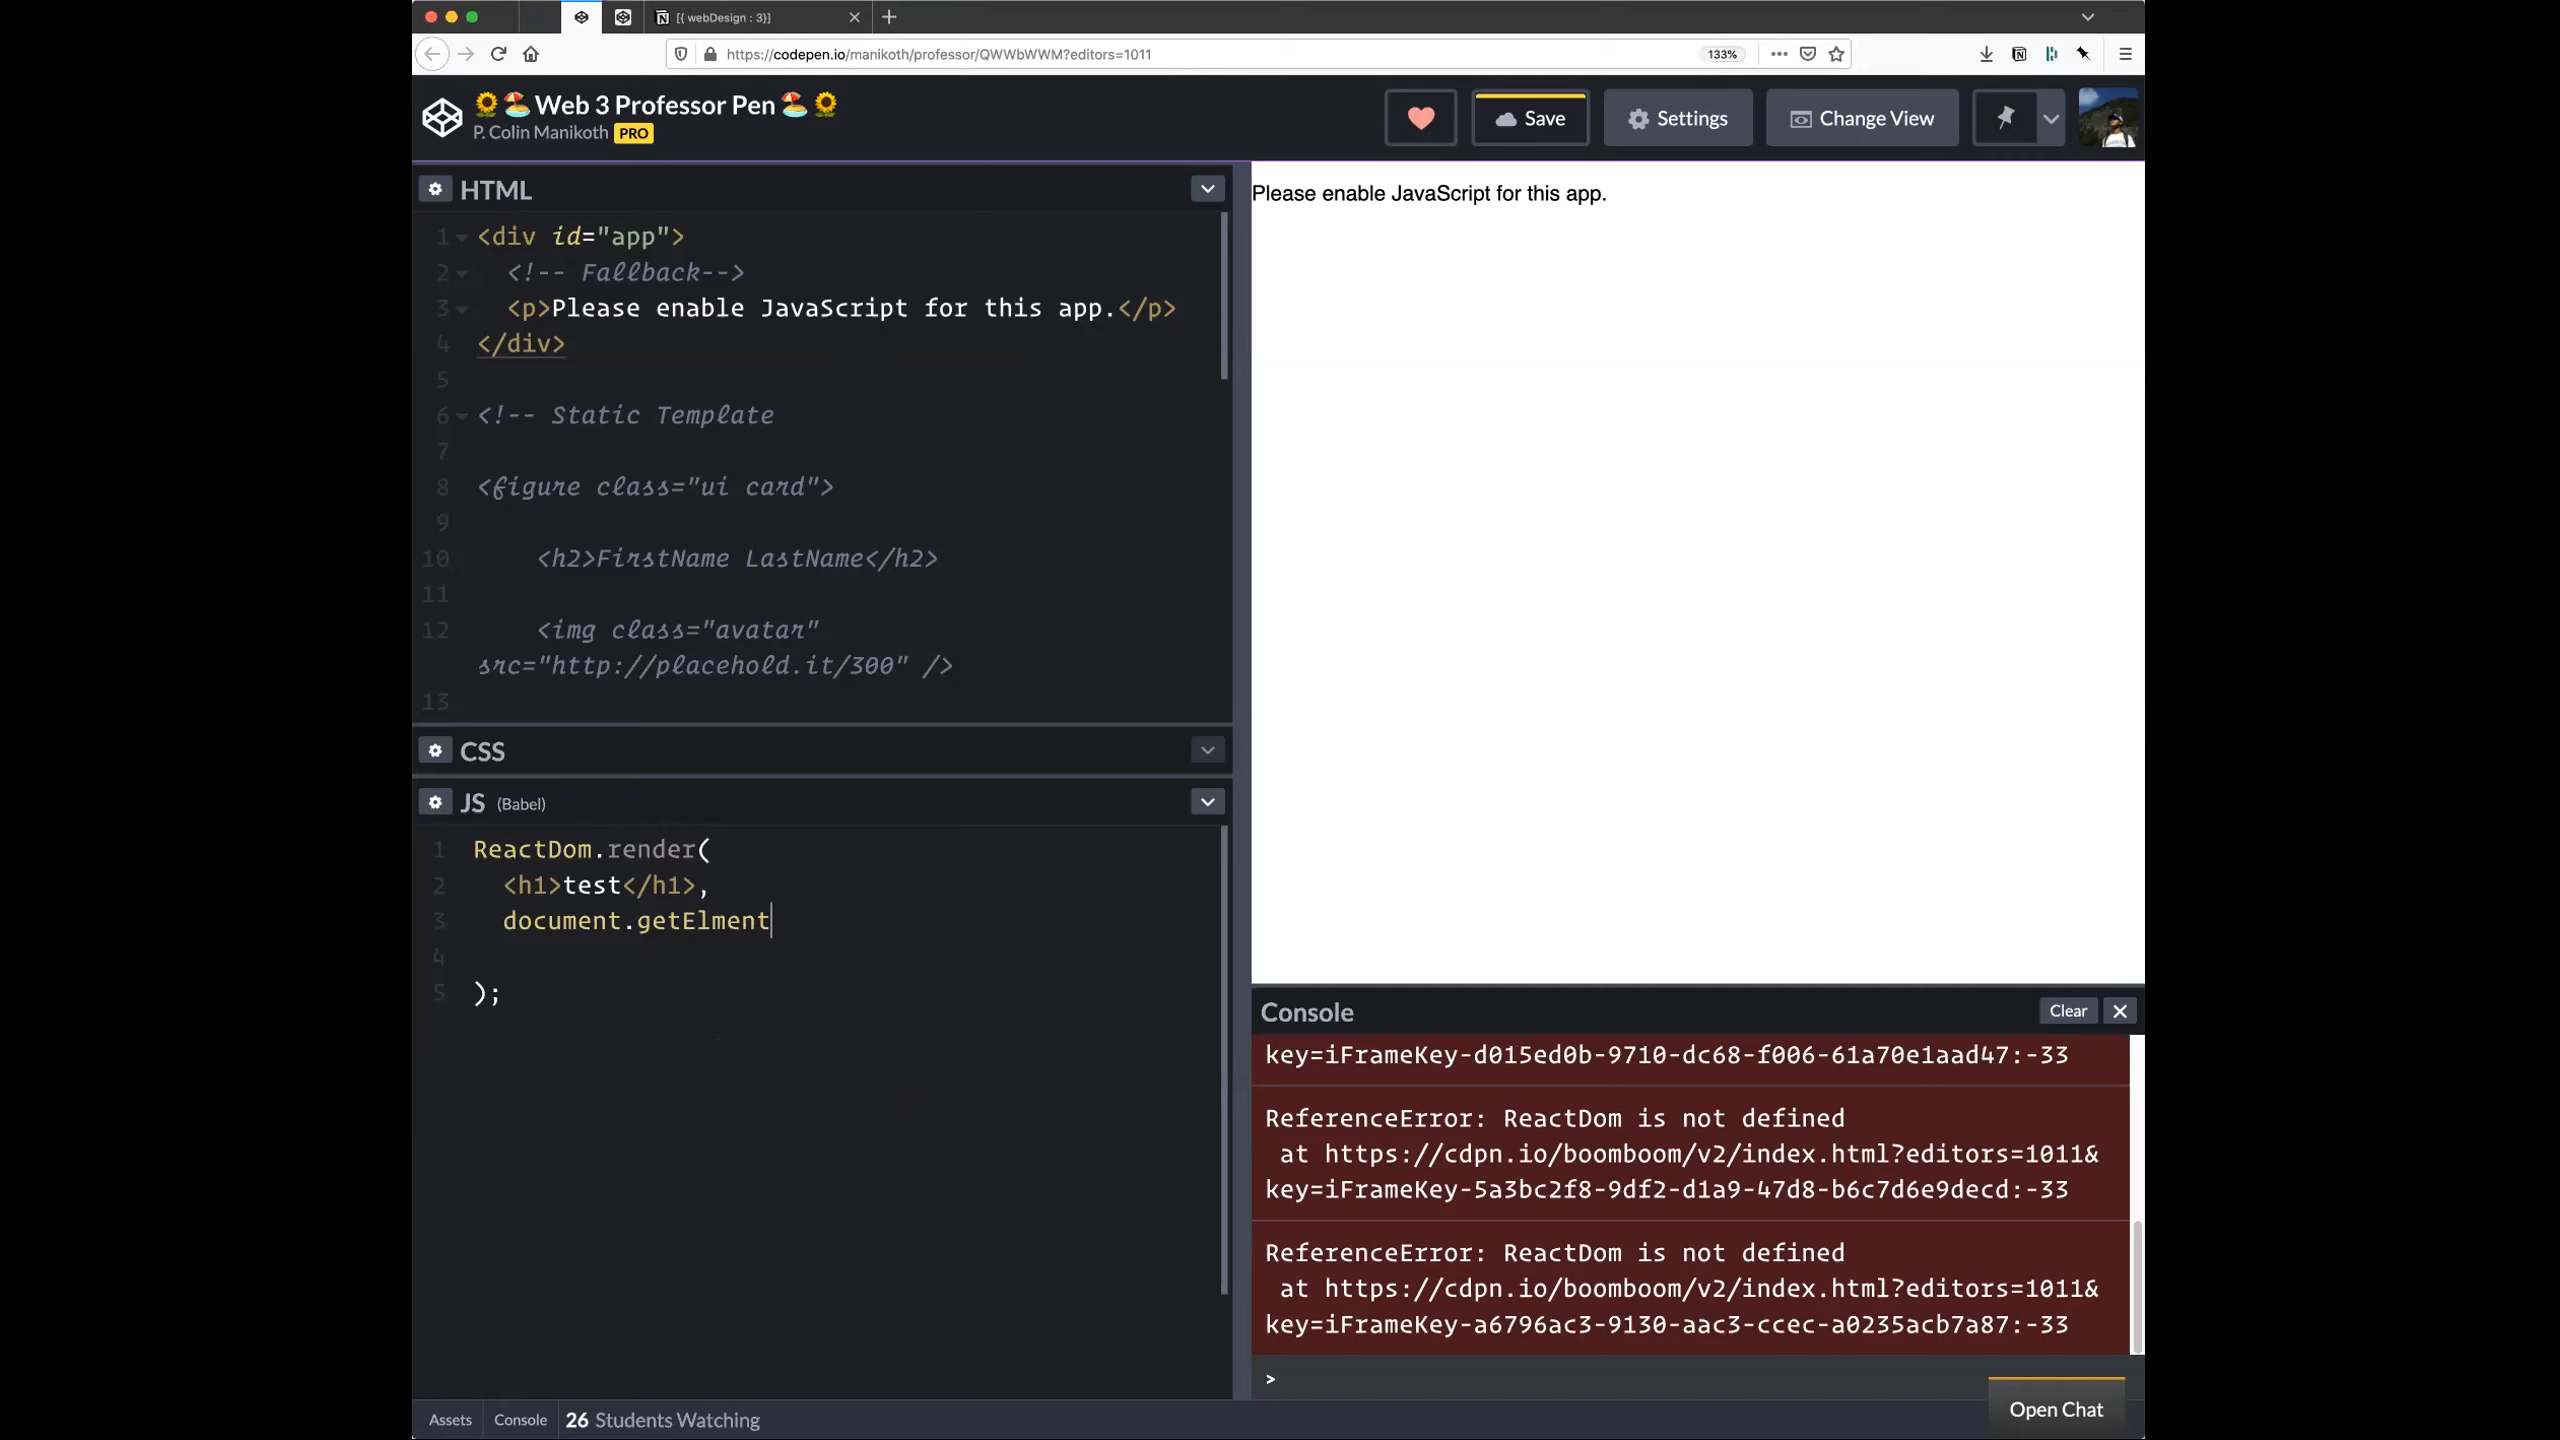 [{ webDesign : 3}]
https://codepen.io/manikoth/professor/QWWbWWM?editors=1011
133%
🌻🏖️ Web 3 Professor Pen 🏖️🌻
P. Colin Manikoth PRO
Save
Settings
Change View
HTML
1 <div id="app">
2 <!-- Fallback-->
3 <p>Please enable JavaScript for this app.</p>
4 </div>
5
6 <!-- Static Template
7
8 <figure class="ui card">
9
10 <h2>FirstName LastName</h2>
11
12 <img class="avatar"
src="http://placehold.it/300" />
13
CSS
JS (Babel)
1 ReactDom.render(
2 <h1>test</h1>,
3 document.getElment
4
5 );
Please enable JavaScript for this app.
Console
Clear
key=iFrameKey-d015ed0b-9710-dc68-f006-61a70e1aad47:-33
ReferenceError: ReactDom is not defined
at https://cdpn.io/boomboom/v2/index.html?editors=1011&
key=iFrameKey-5a3bc2f8-9df2-d1a9-47d8-b6c7d6e9decd:-33
ReferenceError: ReactDom is not defined
at https://cdpn.io/boomboom/v2/index.html?editors=1011&
key=iFrameKey-a6796ac3-9130-aac3-ccec-a0235acb7a87:-33
>
Assets
Console
26 Students Watching
Open Chat